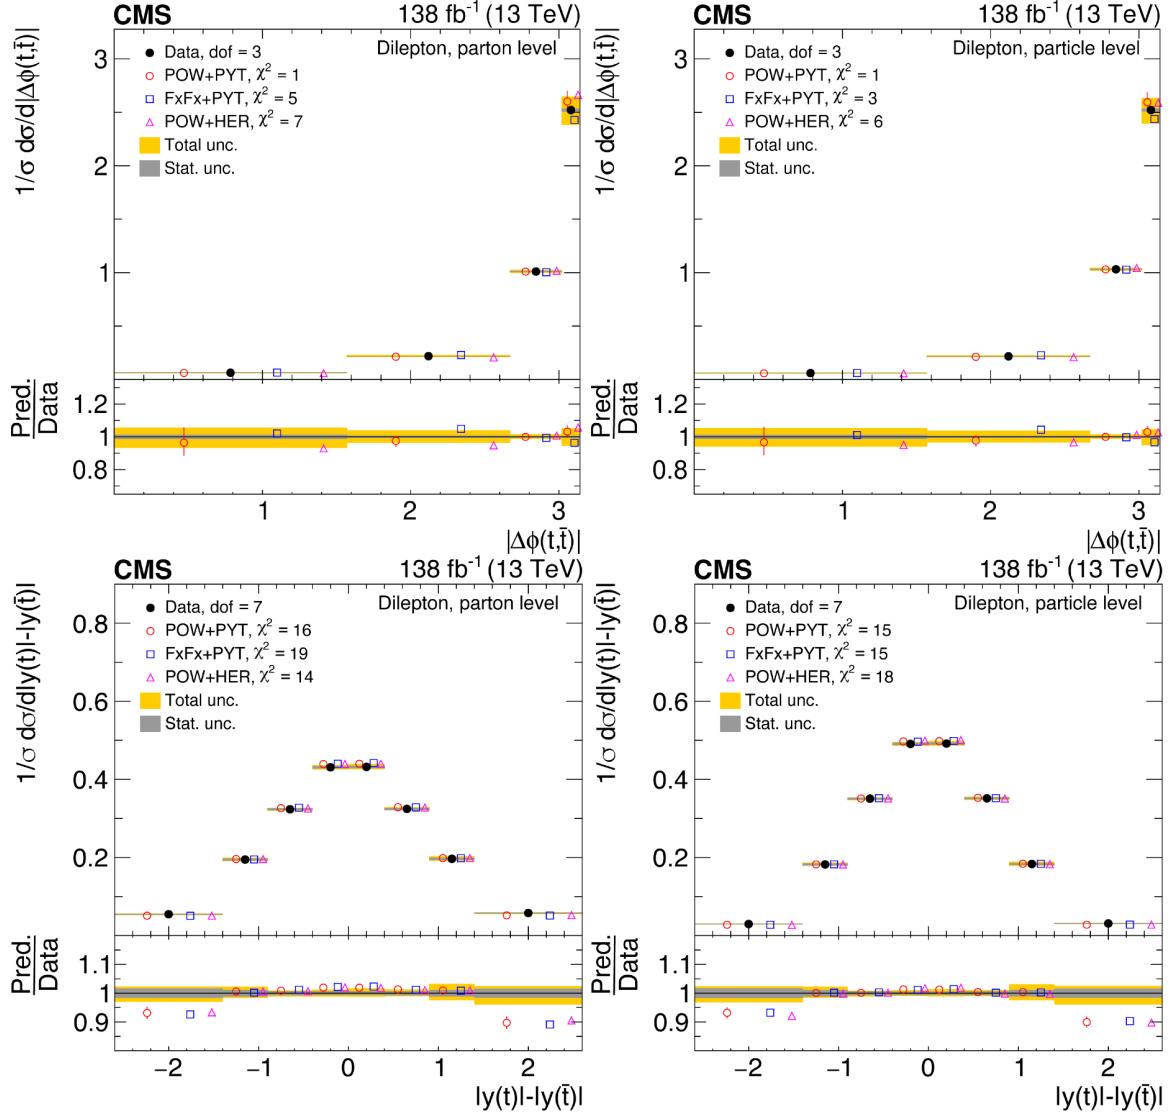 CMS 138 fb⁻¹ (13 TeV)
Dilepton, parton level
Data, dof = 3
POW+PYT, χ² = 1
FxFx+PYT, χ² = 5
POW+HER, χ² = 7
Total unc.
Stat. unc.
1/σ dσ/d|Δϕ(t,t̄)|
3
2
1
Pred.
Data
1.2
1
0.8
1 2 3
|Δϕ(t,t̄)|
CMS 138 fb⁻¹ (13 TeV)
Dilepton, particle level
Data, dof = 3
POW+PYT, χ² = 1
FxFx+PYT, χ² = 3
POW+HER, χ² = 6
Total unc.
Stat. unc.
1/σ dσ/d|Δϕ(t,t̄)|
3
2
1
Pred.
Data
1.2
1
0.8
1 2 3
|Δϕ(t,t̄)|
CMS 138 fb⁻¹ (13 TeV)
Dilepton, parton level
Data, dof = 7
POW+PYT, χ² = 16
FxFx+PYT, χ² = 19
POW+HER, χ² = 14
Total unc.
Stat. unc.
1/σ dσ/d|y(t)|-|y(t̄)|
0.8
0.6
0.4
0.2
Pred.
Data
1.1
1
0.9
−2 −1 0 1 2
|y(t)|-|y(t̄)|
CMS 138 fb⁻¹ (13 TeV)
Dilepton, particle level
Data, dof = 7
POW+PYT, χ² = 15
FxFx+PYT, χ² = 15
POW+HER, χ² = 18
Total unc.
Stat. unc.
1/σ dσ/d|y(t)|-|y(t̄)|
0.8
0.6
0.4
0.2
Pred.
Data
1.1
1
0.9
−2 −1 0 1 2
|y(t)|-|y(t̄)|